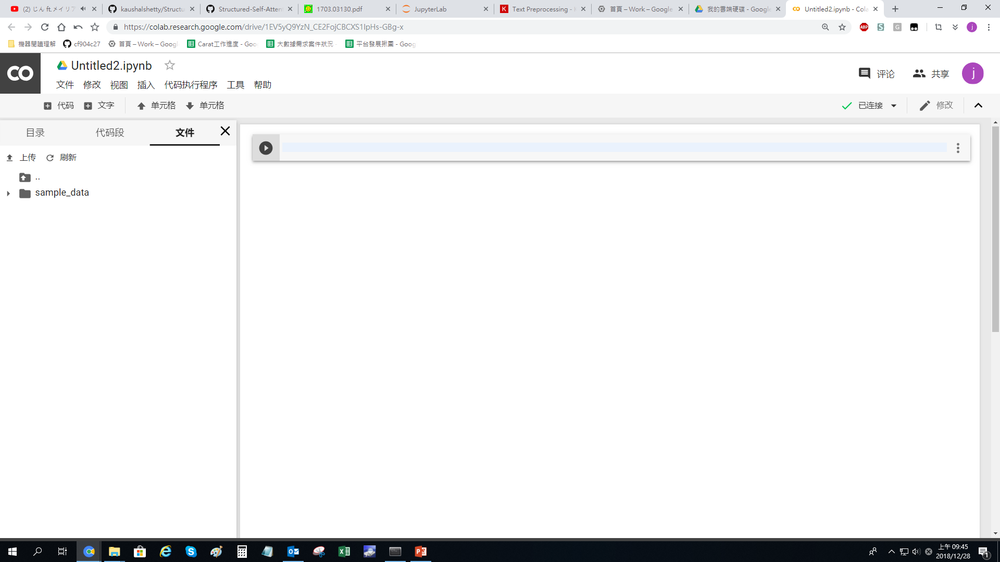 (2) じん ft.メイリア
kaushalshetty/Structu
Structured-Self-Atten
1703.03130.pdf
JupyterLab
Text Preprocessing -
首頁 – Work – Google
我的雲端硬碟 - Google
Untitled2.ipynb - Cola
https://colab.research.google.com/drive/1EV5yQ9YzN_CE2FojCBCXS1IpHs-GBg-x
機器閱讀理解
cf904c27
首頁 – Work – Googl
Carat工作進度 - Goo
大數據需求案件狀況 -
平台發展揪團 - Goog
CO
Untitled2.ipynb
评论
共享
j
文件 修改 视图 插入 代码执行程序 工具 帮助
代码 文字 单元格 单元格
已连接
修改
目录 代码段 文件
上传 刷新
..
sample_data
上午 09:45
2018/12/28
1